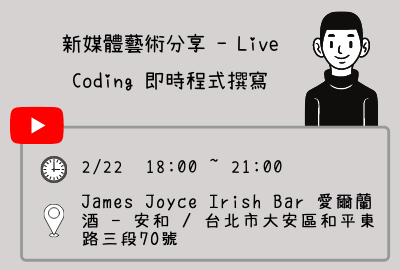 新媒體藝術分享 - Live
Coding 即時程式撰寫
2/22 18:00 ~ 21:00
James Joyce Irish Bar 愛爾蘭
酒 - 安和 / 台北市大安區和平東
路三段70號